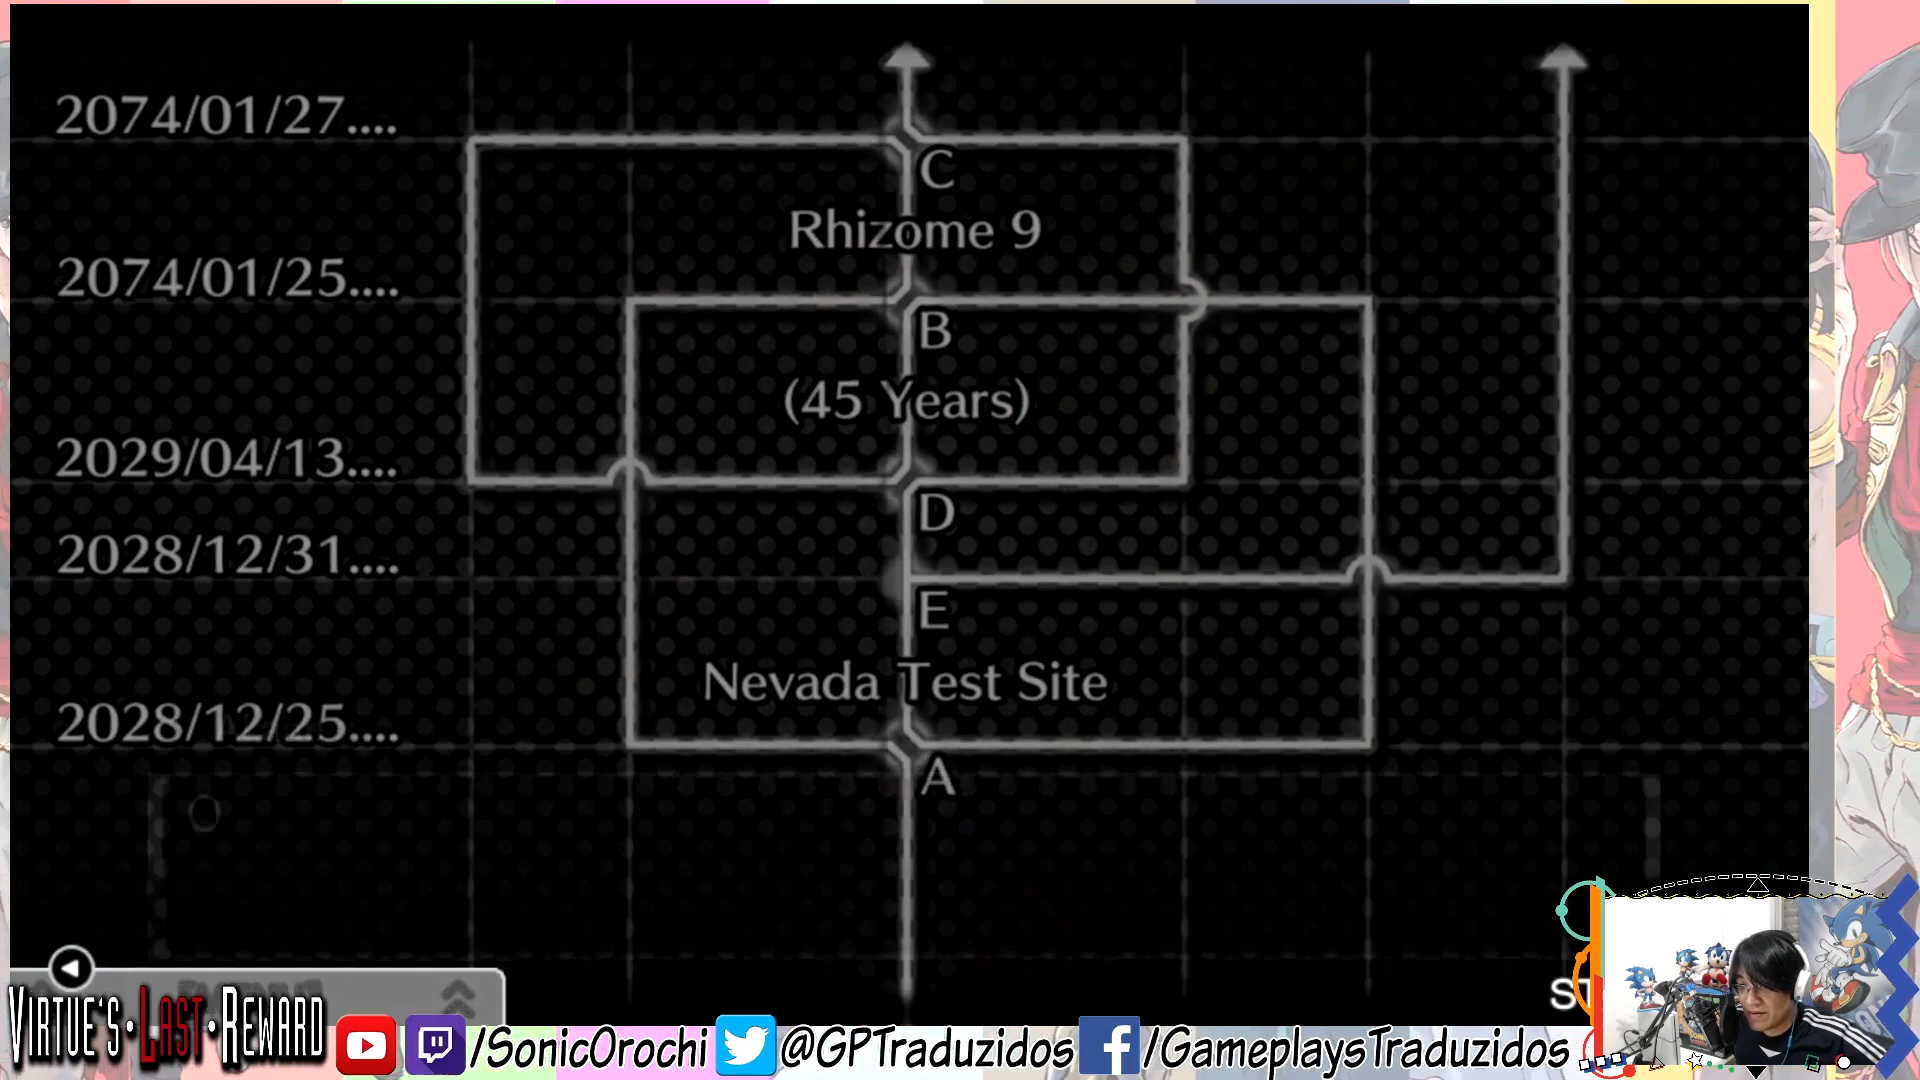 2074/01/27....
C
Rhizome 9
2074/01/25....
B
(45 Years)
2029/04/13....
D
2028/12/31....
E
Nevada Test Site
2028/12/25....
A
VIRTUE'S·LAST·REWARD
/SonicOrochi
@GPTraduzidos
/GameplaysTraduzidos